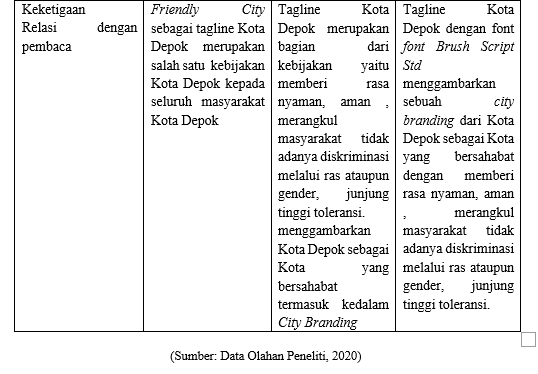 Keketigaan
Relasi dengan
pembaca
Friendly City
sebagai tagline Kota
Depok merupakan
salah satu kebijakan
Kota Depok kepada
seluruh masyarakat
Kota Depok
Tagline Kota
Depok merupakan
bagian dari
kebijakan yaitu
memberi rasa
nyaman, aman ,
merangkul
masyarakat tidak
adanya diskriminasi
melalui ras ataupun
gender, junjung
tinggi toleransi.
menggambarkan
Kota Depok sebagai
Kota yang
bersahabat
termasuk kedalam
City Branding
Tagline Kota
Depok dengan font
font Brush Script
Std
menggambarkan
sebuah city
branding dari Kota
Depok sebagai Kota
yang bersahabat
dengan memberi
rasa nyaman, aman
, merangkul
masyarakat tidak
adanya diskriminasi
melalui ras ataupun
gender, junjung
tinggi toleransi.
(Sumber: Data Olahan Peneliti, 2020)